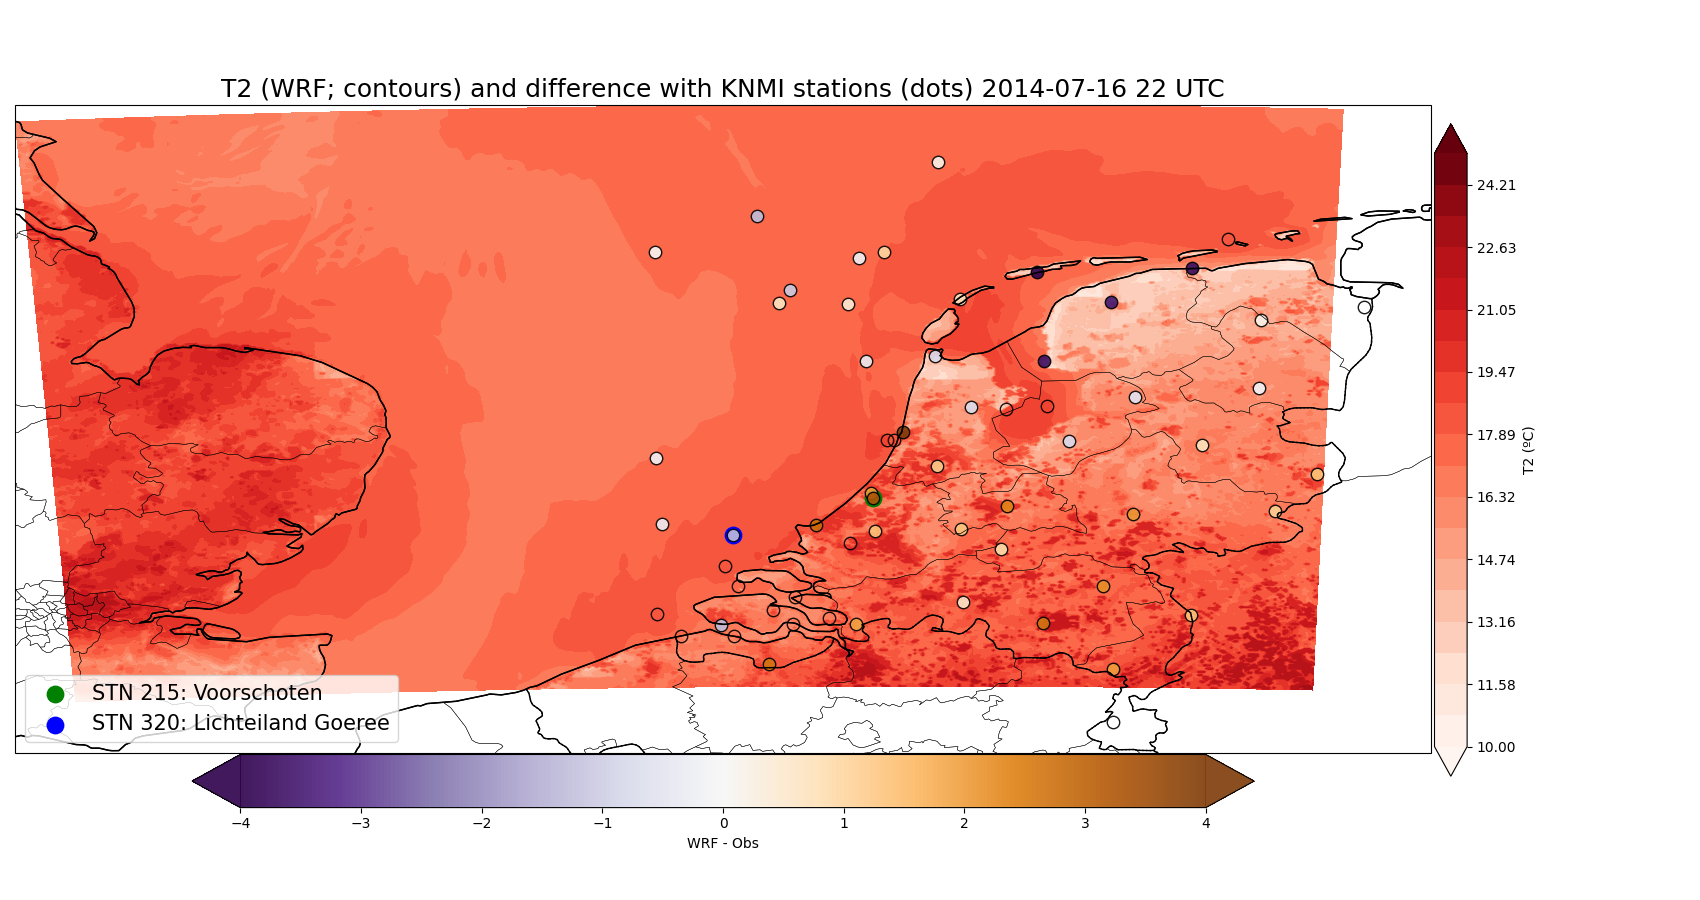 T2 (WRF; contours) and difference with KNMI stations (dots) 2014-07-16 22 UTC
24.21
22.63
21.05
19.47
17.89
16.32
14.74
13.16
11.58
10.00
T2 (ºC)
STN 215: Voorschoten
STN 320: Lichteiland Goeree
−4 −3 −2 −1 0 1 2 3 4
WRF - Obs